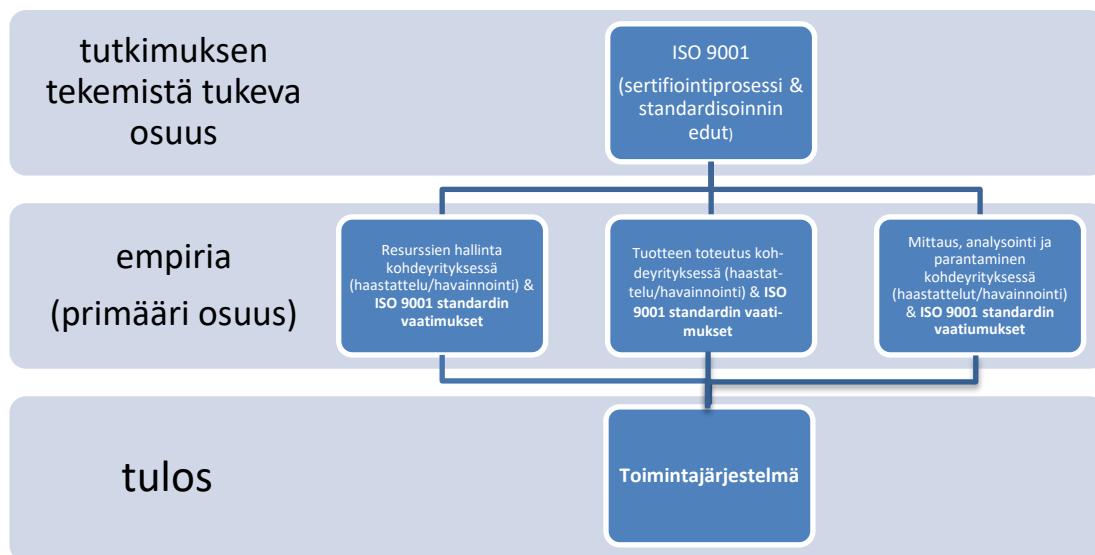 tutkimuksen
tekemistä tukeva
osuus
ISO 9001
(sertifiointiprosessi &
standardisoinnin
edut)
empiria
(primääri osuus)
Resurssien hallinta
kohdeyrityksessä
(haastattelu/havainnointi) &
ISO 9001 standardin
vaatimukset
Tuotteen toteutus koh-
deyrityksessä (haastat-
telu/havainnointi) & ISO
9001 standardin vaati-
mukset
Mittaus, analysointi ja
parantaminen
kohdeyrityksessä
(haastattelut/havainnointi)
& ISO 9001 standardin
vaatiumukset
tulos
Toimintajärjestelmä